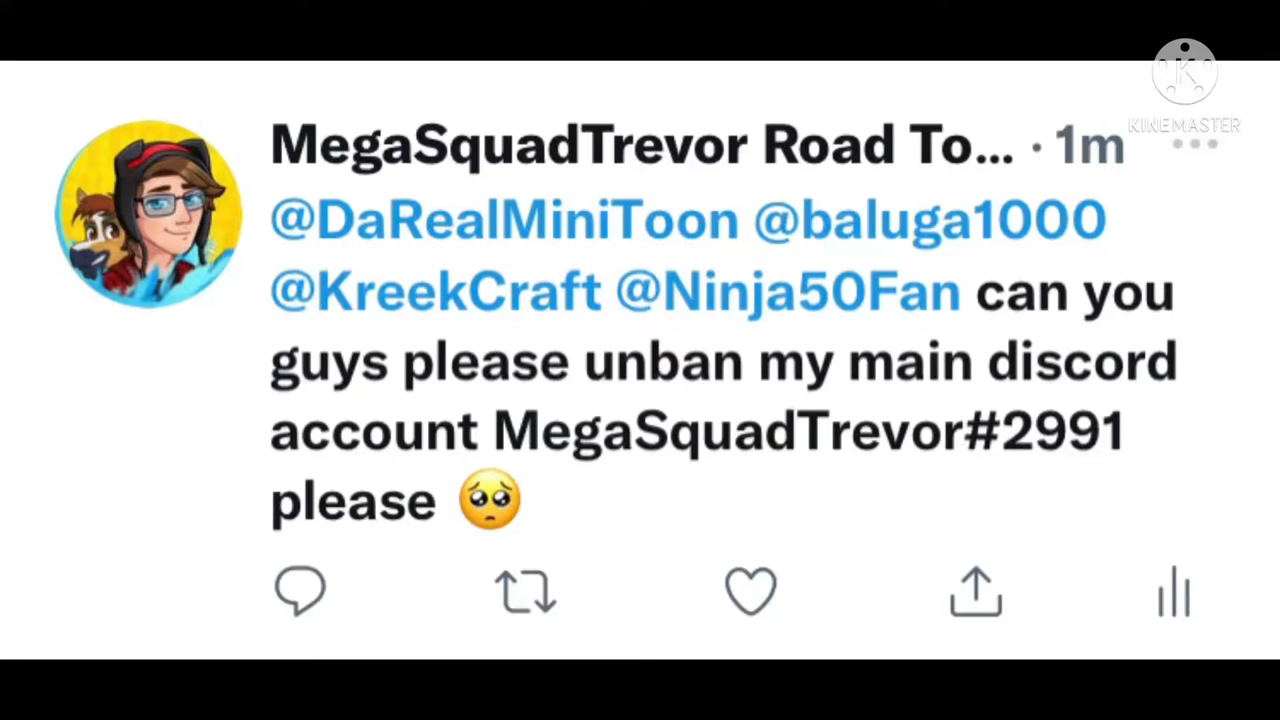 MegaSquadTrevor Road To... · 1m
@DaRealMiniToon @baluga1000
@KreekCraft @Ninja50Fan can you
guys please unban my main discord
account MegaSquadTrevor#2991
please 🥺
K
KINEMASTER